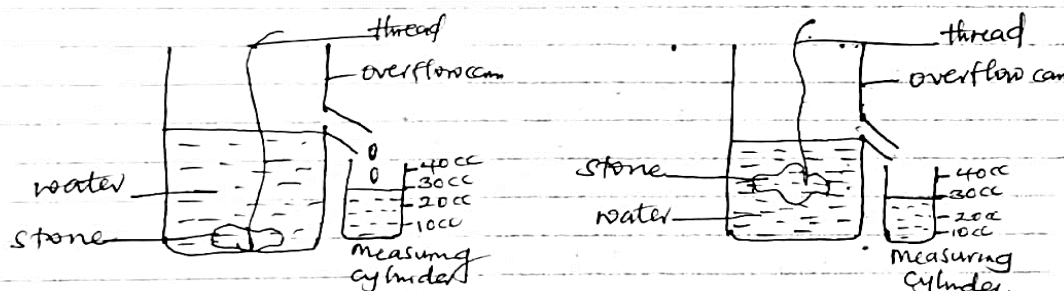 thread
overflow can
water
stone
40cc
30cc
20cc
10cc
measuring
cylinder
thread
overflow can
stone
water
40cc
30cc
20cc
10cc
measuring
cylinder